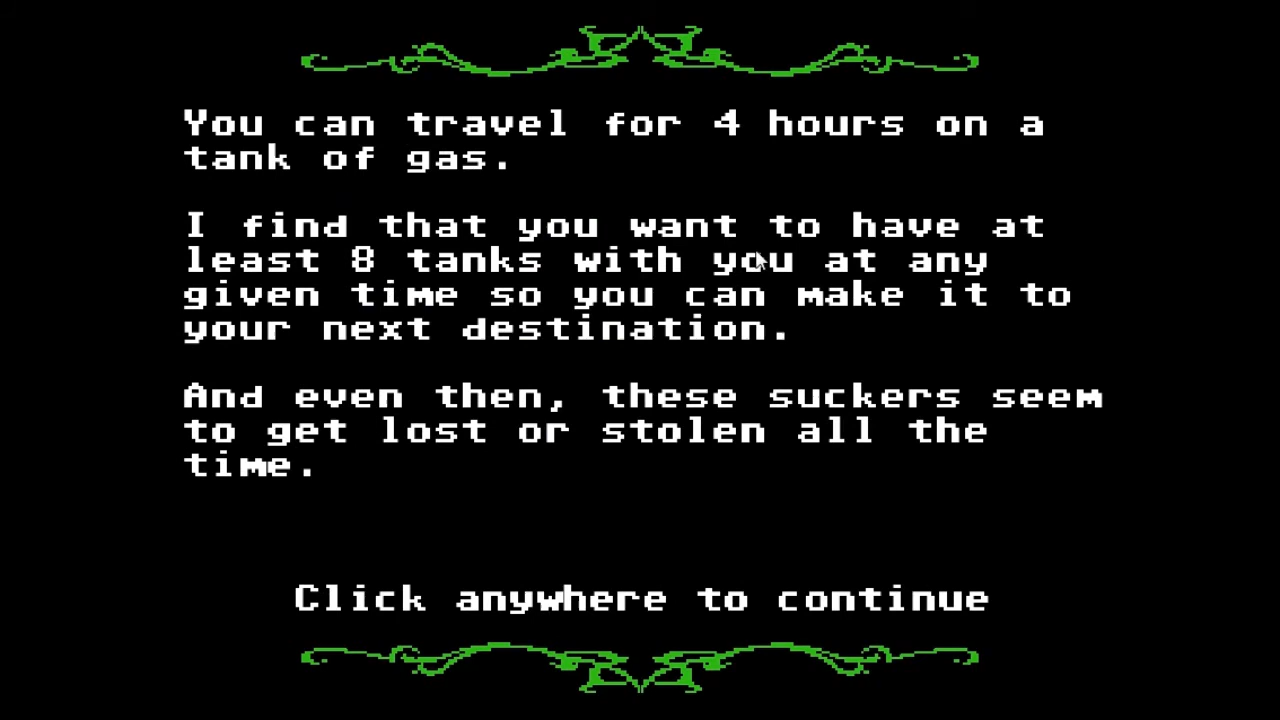 You can travel for 4 hours on a
tank of gas.
I find that you want to have at
least 8 tanks with you at any
given time so you can make it to
your next destination.
And even then, these suckers seem
to get lost or stolen all the
time.
Click anywhere to continue